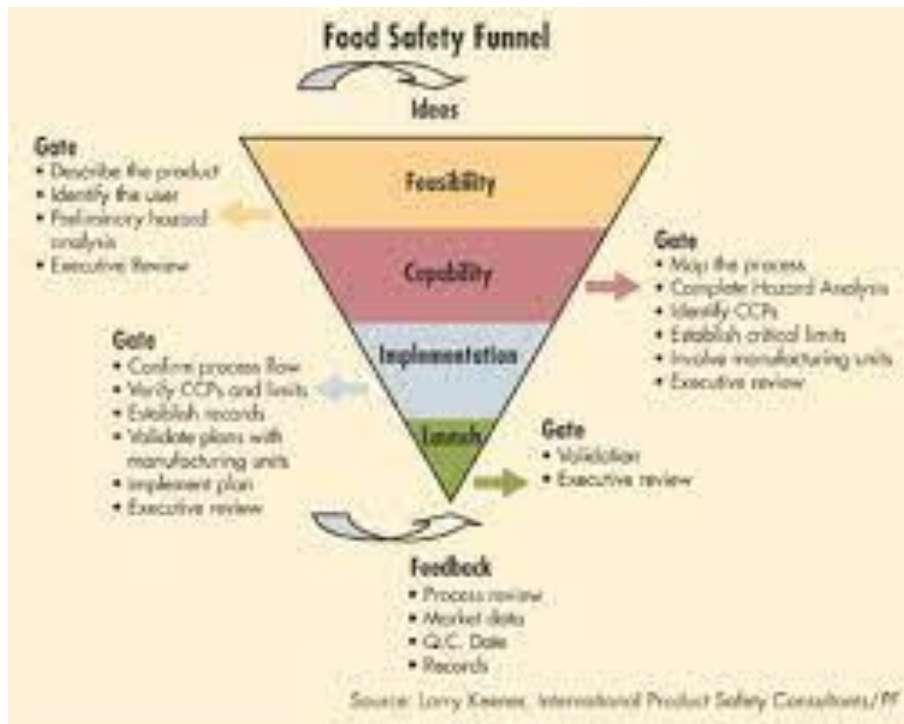 Food Safety Funnel
Ideas
Gate
• Describe the product
• Identify the user
• Preliminary hazard
analysis
• Executive Review
Feasibility
Capability
Gate
• Map the process
• Complete Hazard Analysis
• Identify CCPs
• Establish critical limits
• Involve manufacturing units
• Executive review
Gate
• Confirm process flow
• Verify CCPs and limits
• Establish records
• Validate plans with
manufacturing units
• Implement plan
• Executive review
Implementation
Launch
Gate
• Validation
• Executive review
Feedback
• Process review
• Market data
• Q.C. Date
• Records
Source: Larry Keener, International Product Safety Consultants/PF